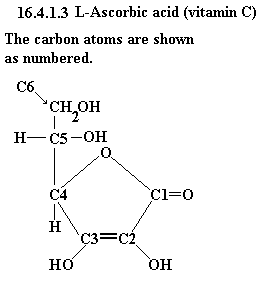 16.4.1.3 L-Ascorbic acid (vitamin C)
The carbon atoms are shown
as numbered.
C6
CH2OH
H—C5—OH
O
C4 C1=O
H
C3=C2
HO OH